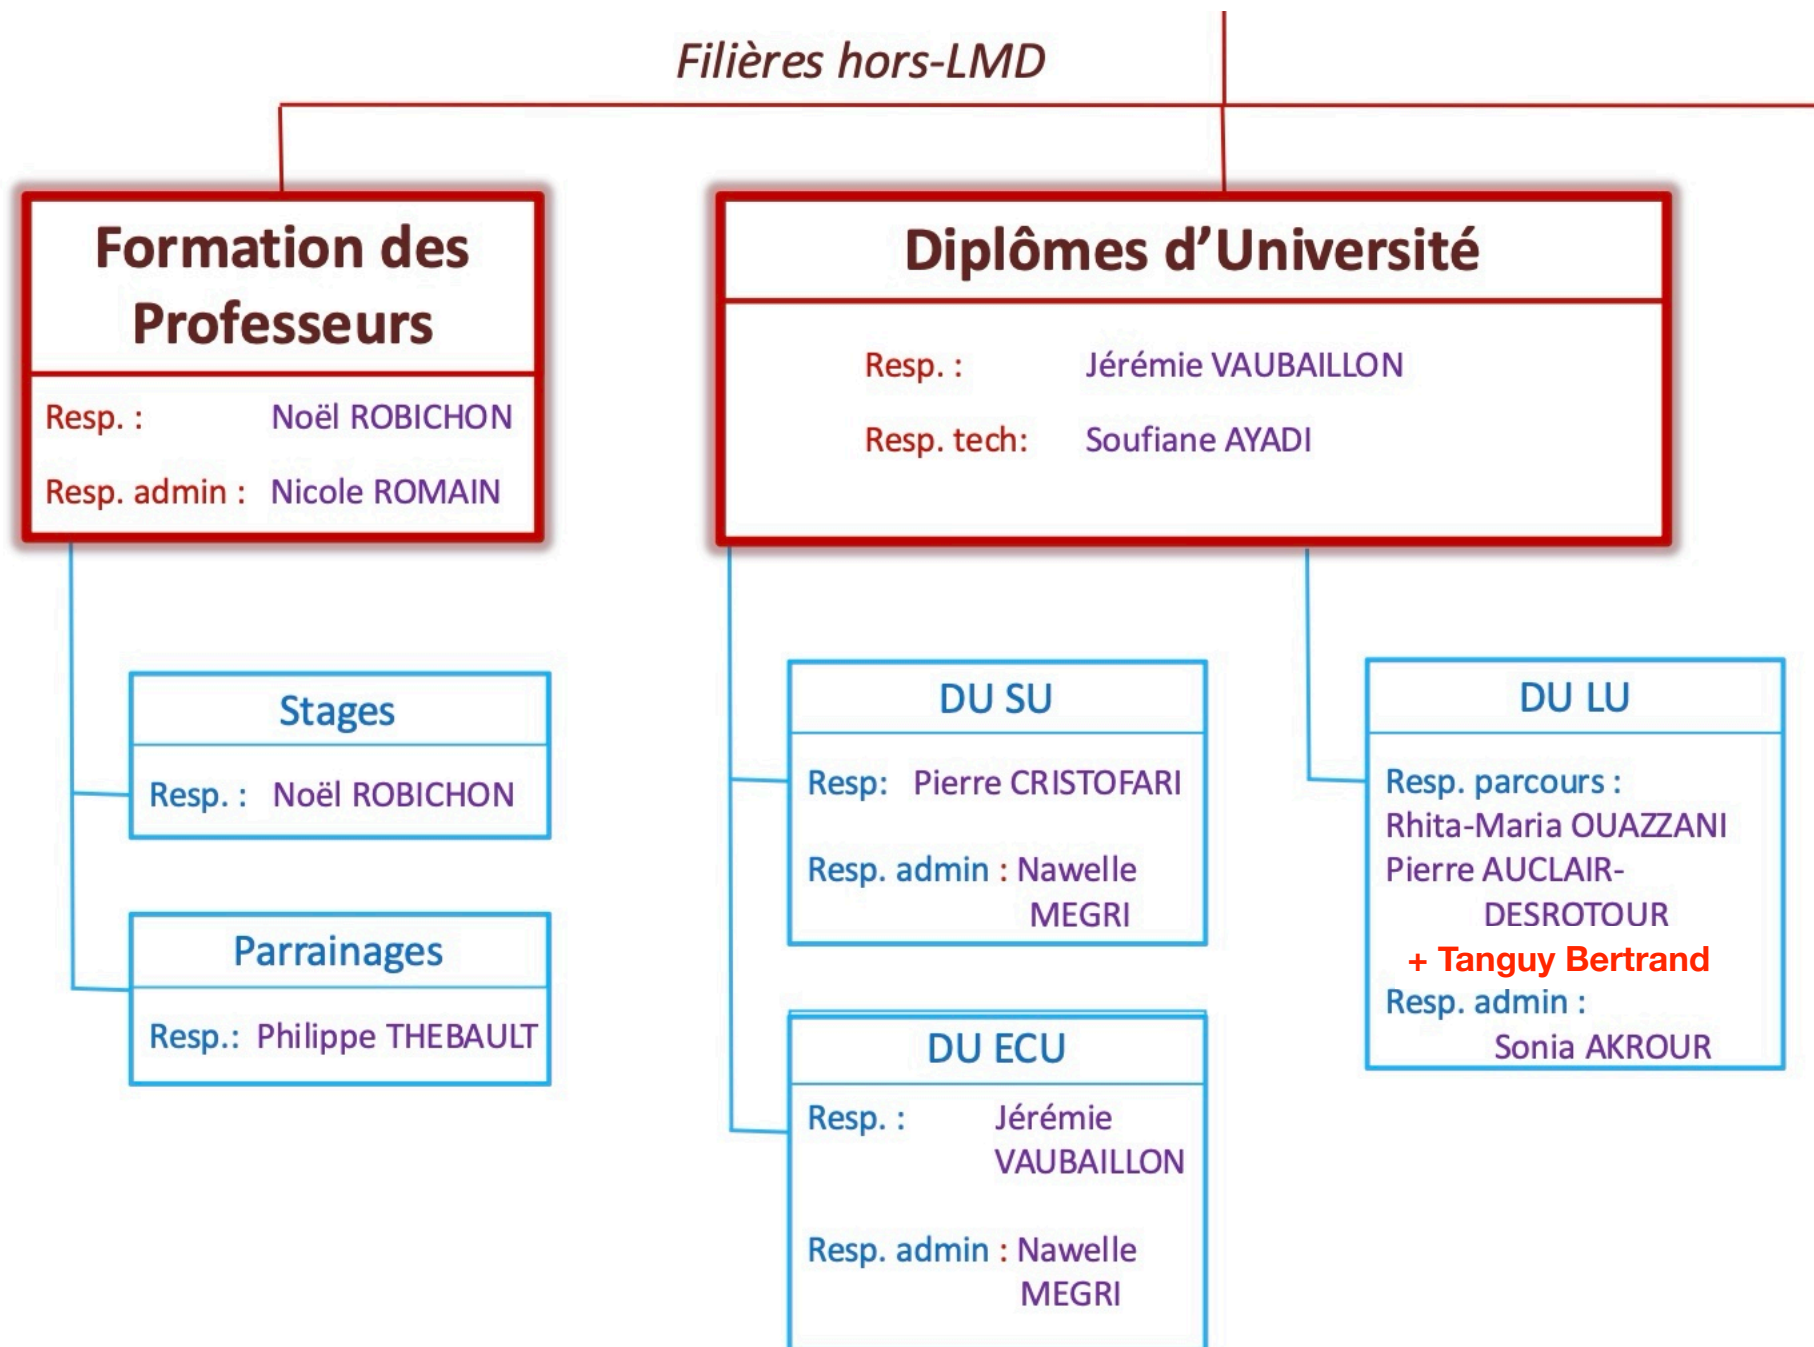 Filières hors-LMD
Formation des
Professeurs
Resp. : Noël ROBICHON
Resp. admin : Nicole ROMAIN
Stages
Resp. : Noël ROBICHON
Parrainages
Resp.: Philippe THEBAULT
Diplômes d’Université
Resp. : Jérémie VAUBAILLON
Resp. tech: Soufiane AYADI
DU SU
Resp: Pierre CRISTOFARI
Resp. admin : Nawelle
MEGRI
DU ECU
Resp. : Jérémie
VAUBAILLON
Resp. admin : Nawelle
MEGRI
DU LU
Resp. parcours :
Rhita-Maria OUAZZANI
Pierre AUCLAIR-
DESROTOUR
+ Tanguy Bertrand
Resp. admin :
Sonia AKROUR